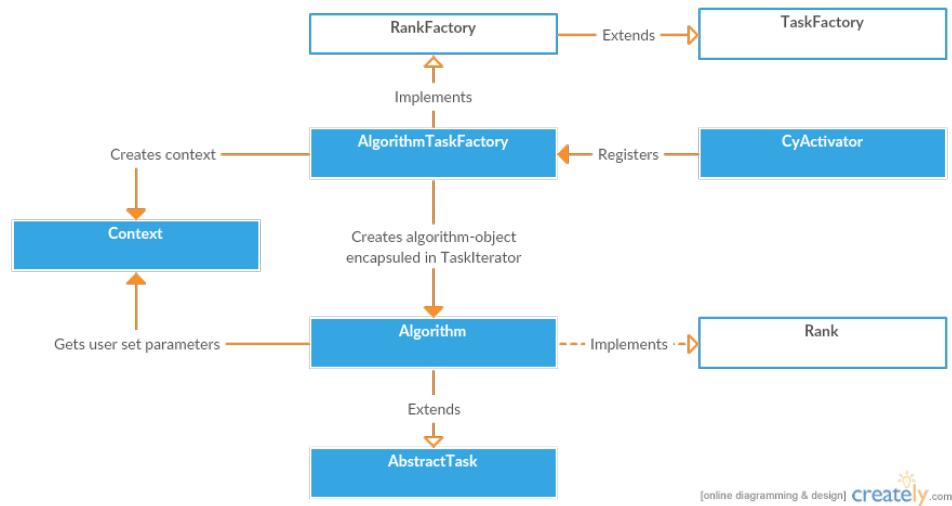 RankFactory
Extends
TaskFactory
Implements
Creates context
AlgorithmTaskFactory
Registers
CyActivator
Context
Creates algorithm-object
encapsuled in TaskIterator
Gets user set parameters
Algorithm
Implements
Rank
Extends
AbstractTask
[online diagramming & design] creately.com